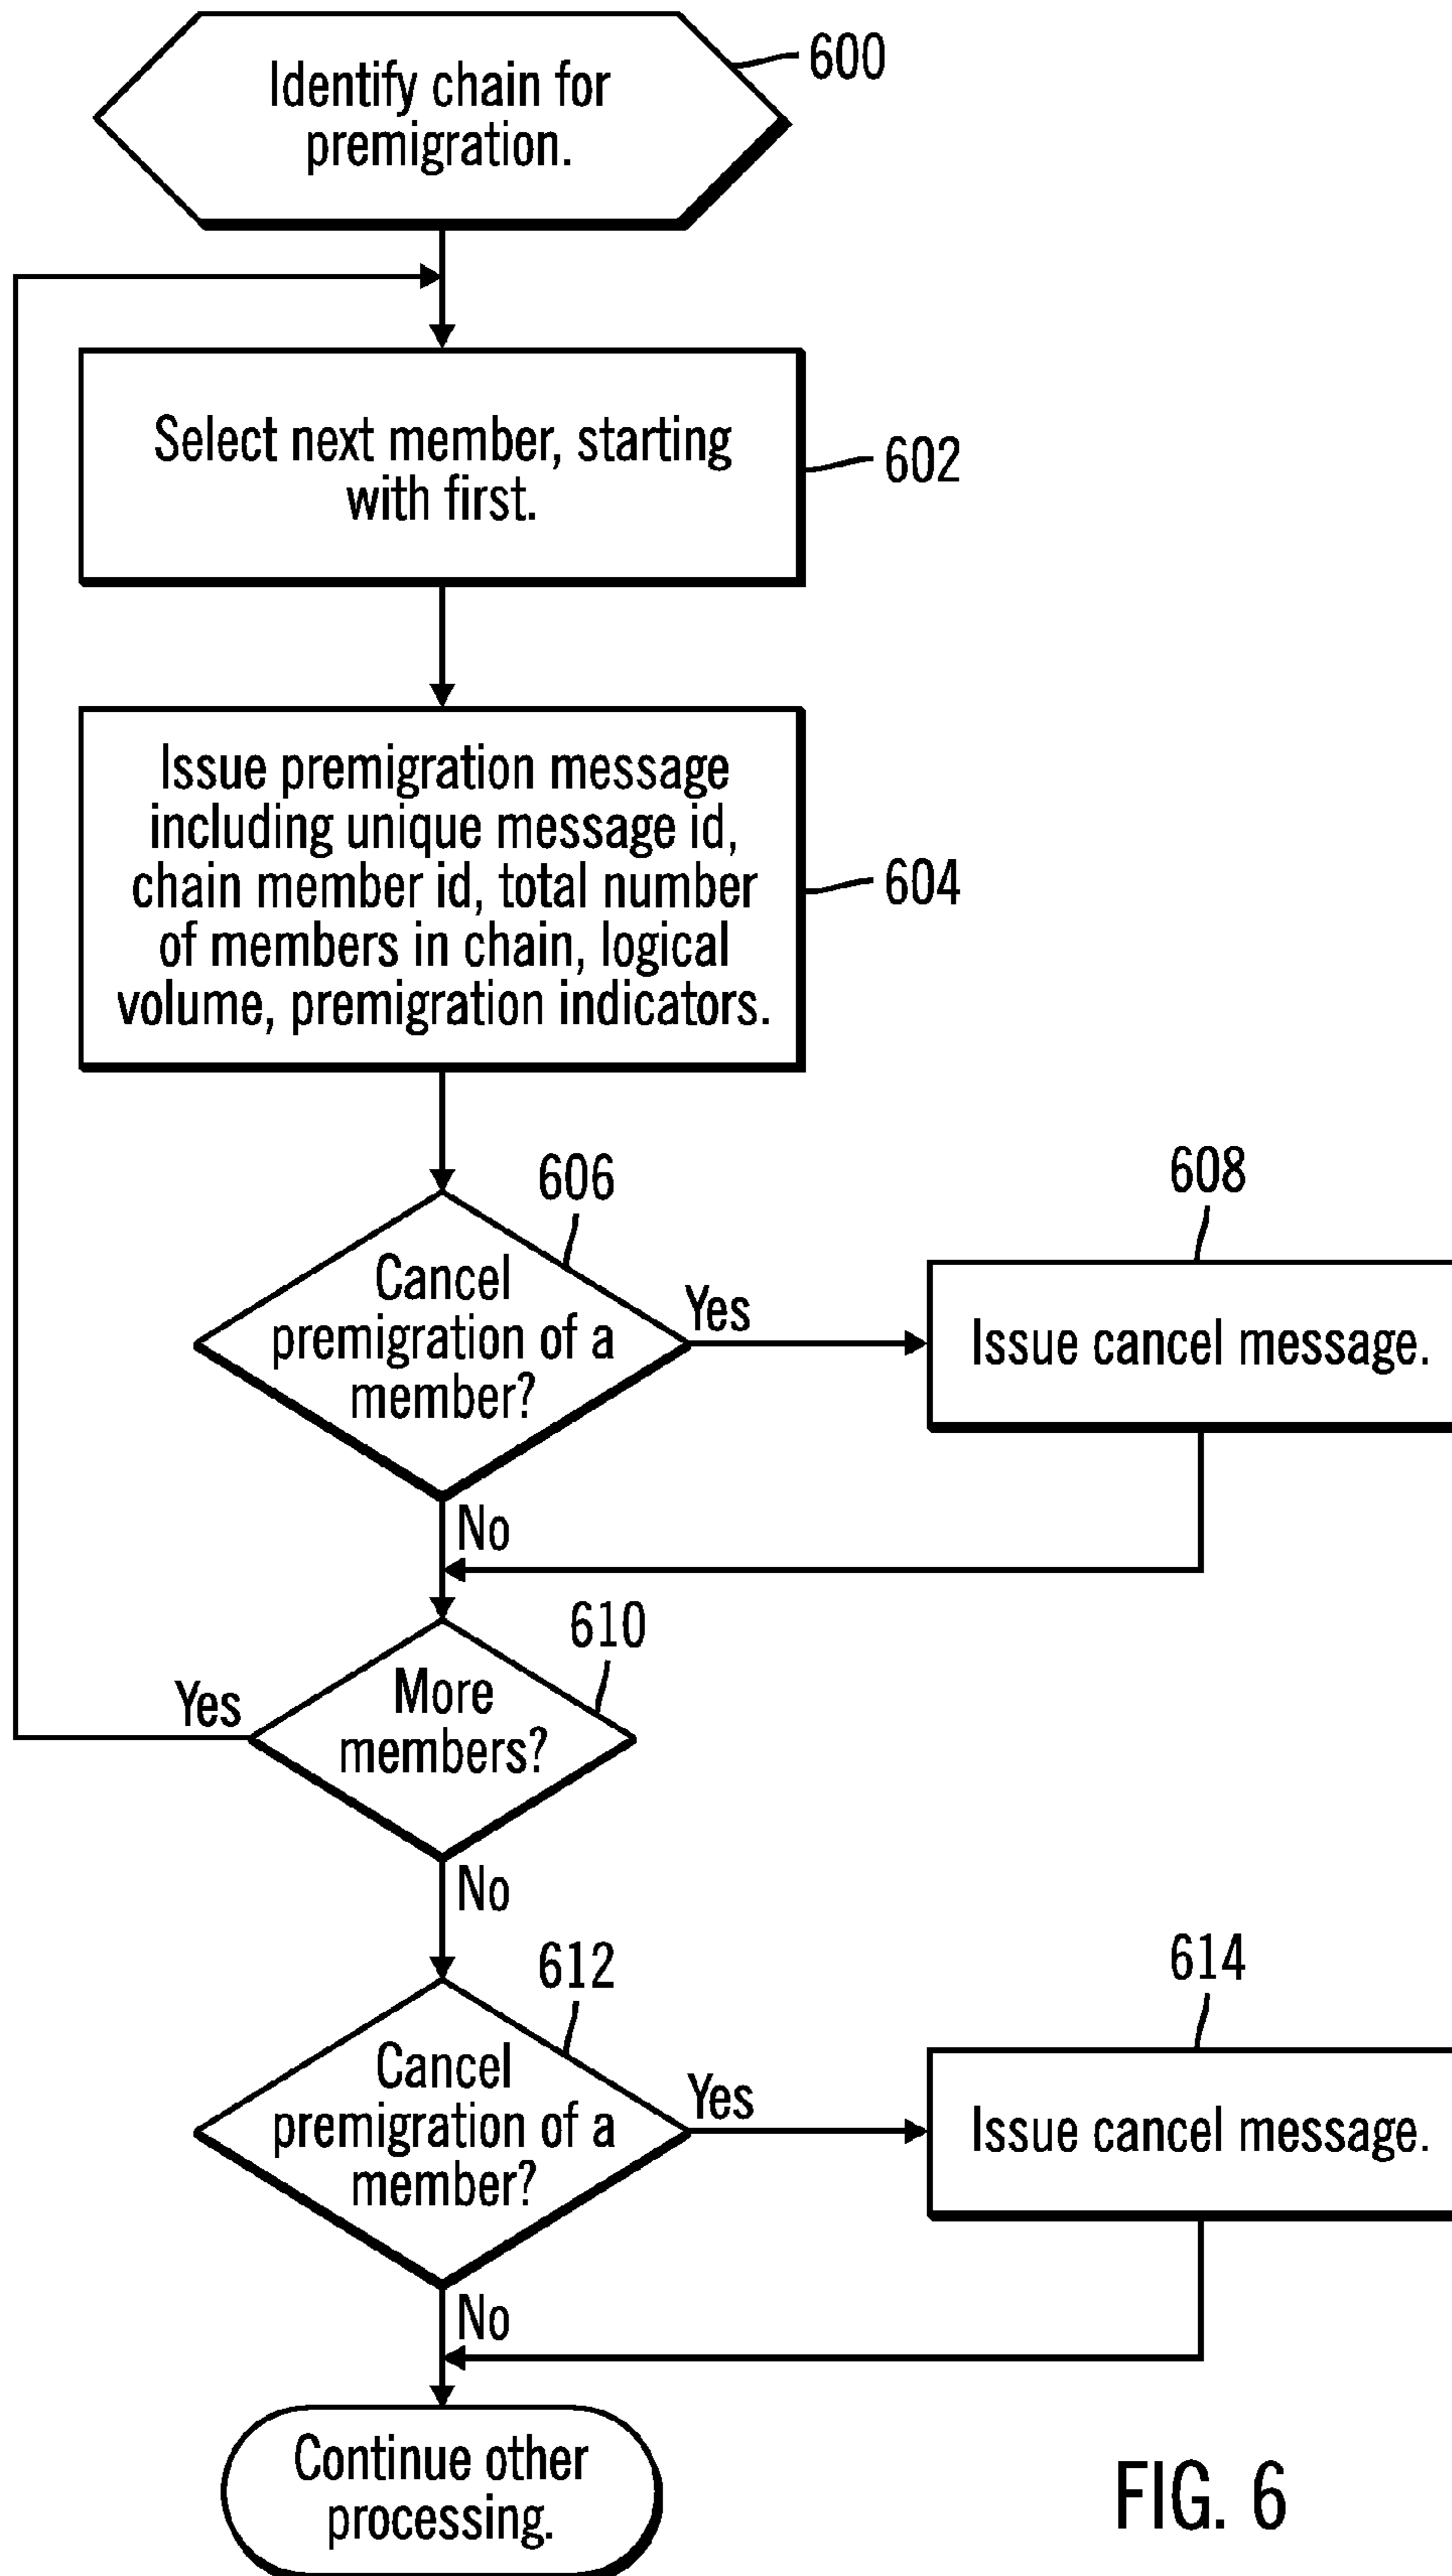 Identify chain for
premigration.
600
Select next member, starting
with first.
602
Issue premigration message
including unique message id,
chain member id, total number
of members in chain, logical
volume, premigration indicators.
604
606
Cancel
premigration of a
member?
Yes
608
Issue cancel message.
No
610
More
members?
Yes
No
612
Cancel
premigration of a
member?
Yes
614
Issue cancel message.
No
Continue other
processing.
FIG. 6